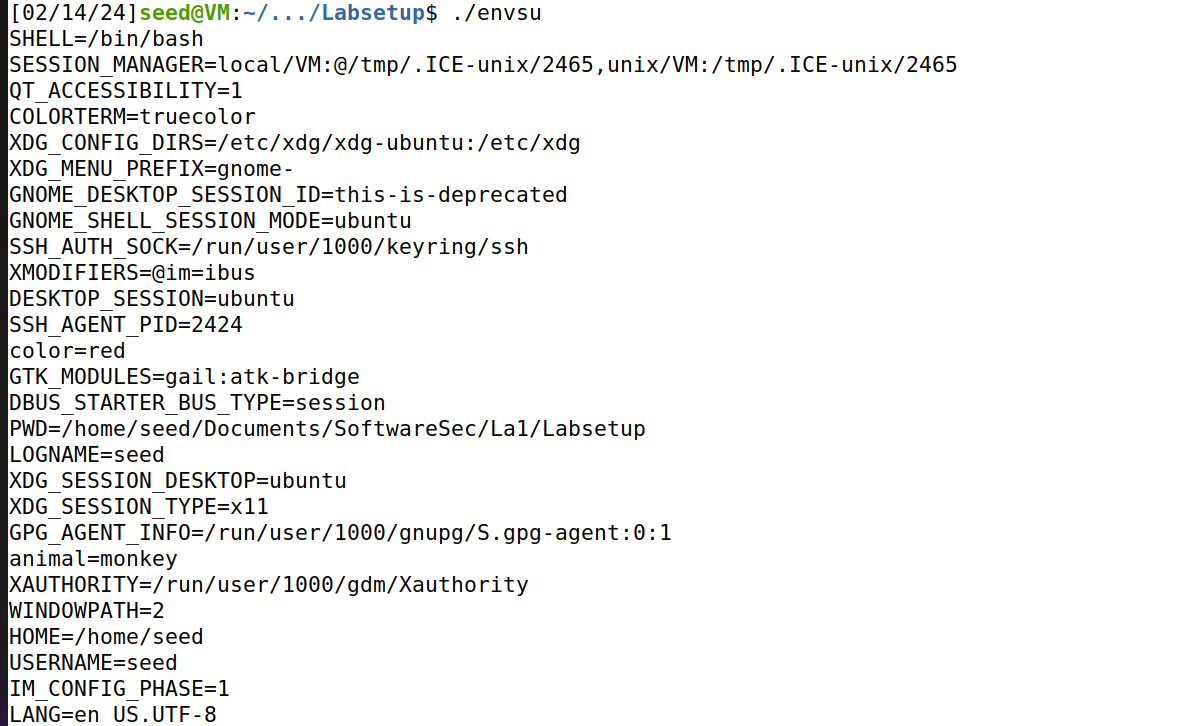 [02/14/24]seed@VM:~/.../Labsetup$ ./envsu
SHELL=/bin/bash
SESSION_MANAGER=local/VM:@/tmp/.ICE-unix/2465,unix/VM:/tmp/.ICE-unix/2465
QT_ACCESSIBILITY=1
COLORTERM=truecolor
XDG_CONFIG_DIRS=/etc/xdg/xdg-ubuntu:/etc/xdg
XDG_MENU_PREFIX=gnome-
GNOME_DESKTOP_SESSION_ID=this-is-deprecated
GNOME_SHELL_SESSION_MODE=ubuntu
SSH_AUTH_SOCK=/run/user/1000/keyring/ssh
XMODIFIERS=@im=ibus
DESKTOP_SESSION=ubuntu
SSH_AGENT_PID=2424
color=red
GTK_MODULES=gail:atk-bridge
DBUS_STARTER_BUS_TYPE=session
PWD=/home/seed/Documents/SoftwareSec/La1/Labsetup
LOGNAME=seed
XDG_SESSION_DESKTOP=ubuntu
XDG_SESSION_TYPE=x11
GPG_AGENT_INFO=/run/user/1000/gnupg/S.gpg-agent:0:1
animal=monkey
XAUTHORITY=/run/user/1000/gdm/Xauthority
WINDOWPATH=2
HOME=/home/seed
USERNAME=seed
IM_CONFIG_PHASE=1
LANG=en_US.UTF-8